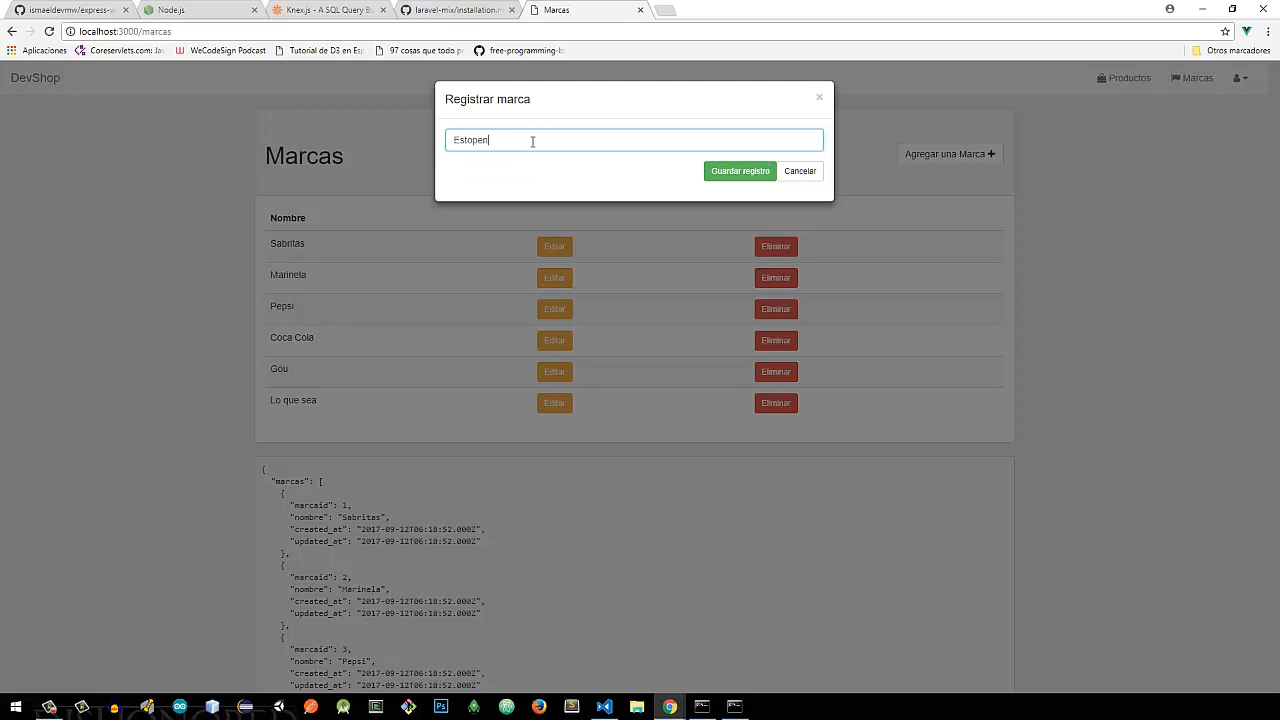 ismaeldevmw/express-vu
Node.js
Knex.js - A SQL Query Bu
laravel-mix/installation.m
Marcas
localhost:3000/marcas
Aplicaciones
Coreservlets.com: Jav
WeCodeSign Podcast
Tutorial de D3 en Esp
97 cosas que todo pr
free-programming-b
Otros marcadores
DevShop
Productos
Marcas
Registrar marca
×
Estopen
Guardar registro
Cancelar
Marcas
Agregar una Marca
Nombre
Sabritas Editar Eliminar
Marinela Editar Eliminar
Pepsi Editar Eliminar
Coca Cola Editar Eliminar
Gou Editar Eliminar
Lo que sea Editar Eliminar
{
"marcas": [
{
"marcaid": 1,
"nombre": "Sabritas",
"created_at": "2017-09-12T06:18:52.000Z",
"updated_at": "2017-09-12T06:18:52.000Z"
},
{
"marcaid": 2,
"nombre": "Marinela",
"created_at": "2017-09-12T06:18:52.000Z",
"updated_at": "2017-09-12T06:18:52.000Z"
},
{
"marcaid": 3,
"nombre": "Pepsi",
"created_at": "2017-09-12T06:18:52.000Z",
"updated_at": "2017-09-12T06:18:52.000Z"